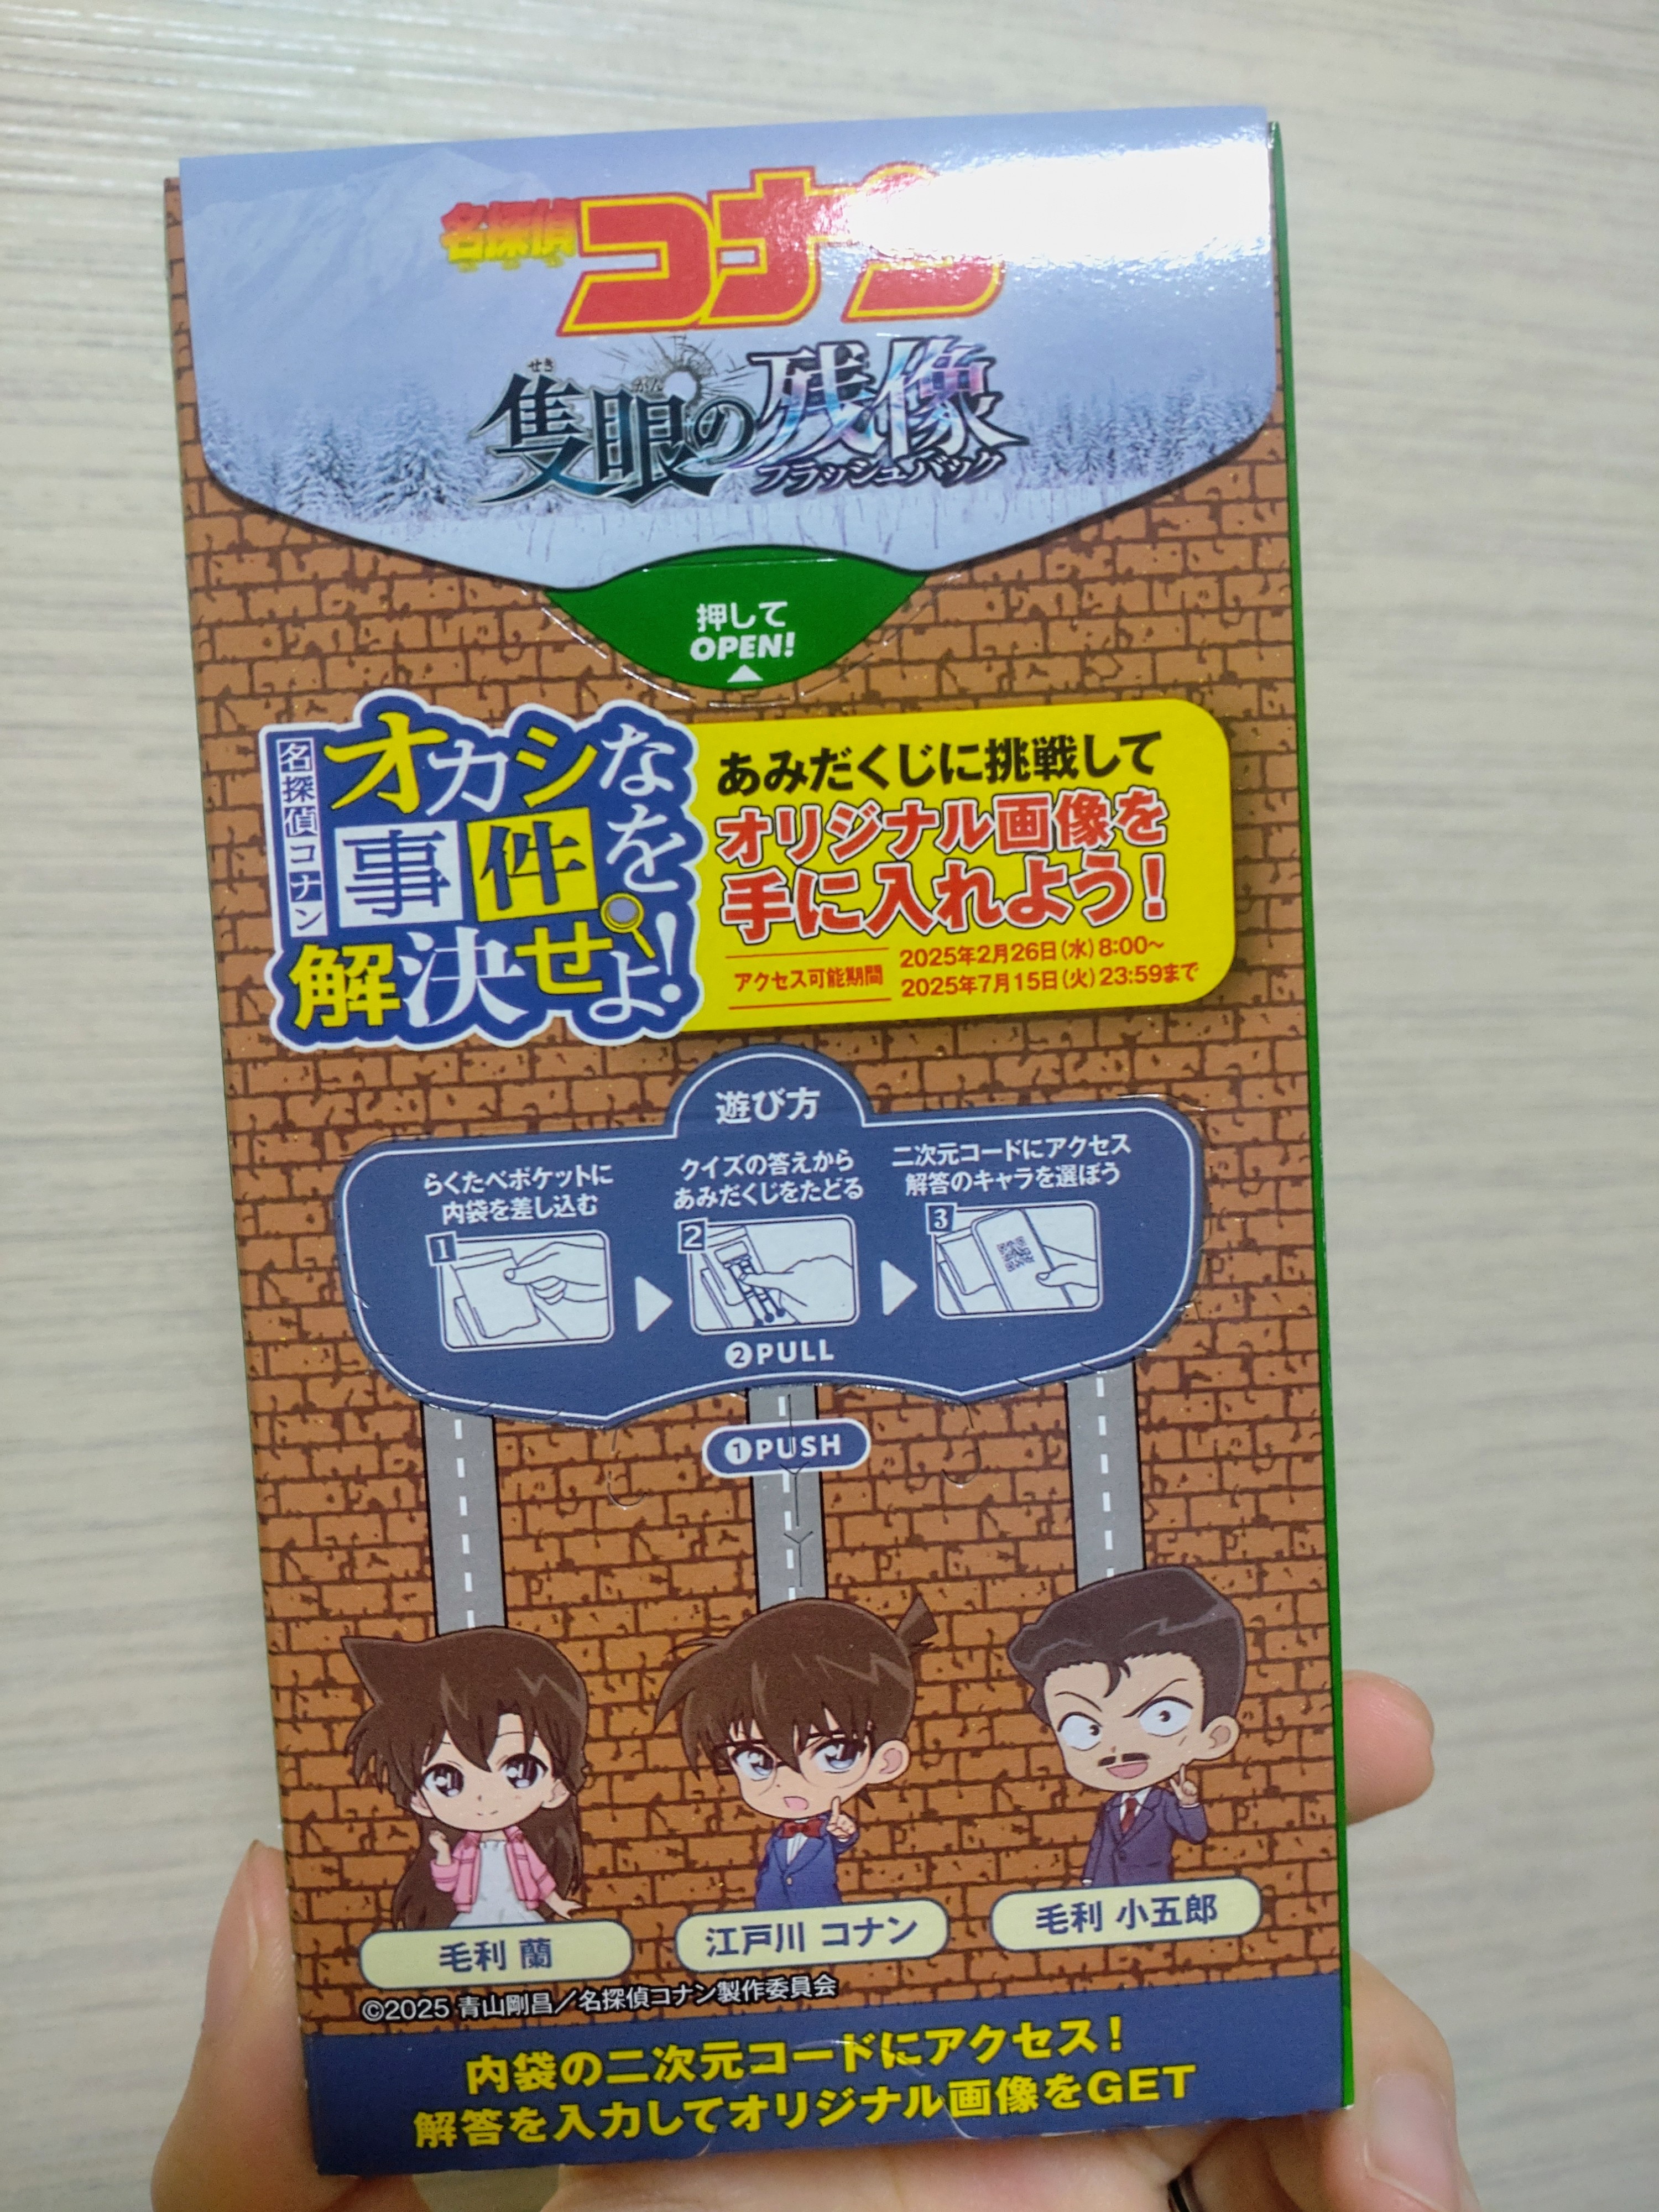 名探偵
コナン
隻眼の残像
せき
がん
フラッシュバック
押して
OPEN!
名探偵コナン
オカシな
事件を
解決せよ!
あみだくじに挑戦して
オリジナル画像を
手に入れよう!
アクセス可能期間
2025年2月26日(水)8:00~
2025年7月15日(火)23:59まで
遊び方
らくたべポケットに
内袋を差し込む
1
クイズの答えから
あみだくじをたどる
2
二次元コードにアクセス
解答のキャラを選ぼう
3
❷PULL
❶PUSH
毛利 蘭
江戸川 コナン
毛利 小五郎
©2025 青山剛昌/名探偵コナン製作委員会
内袋の二次元コードにアクセス!
解答を入力してオリジナル画像をGET